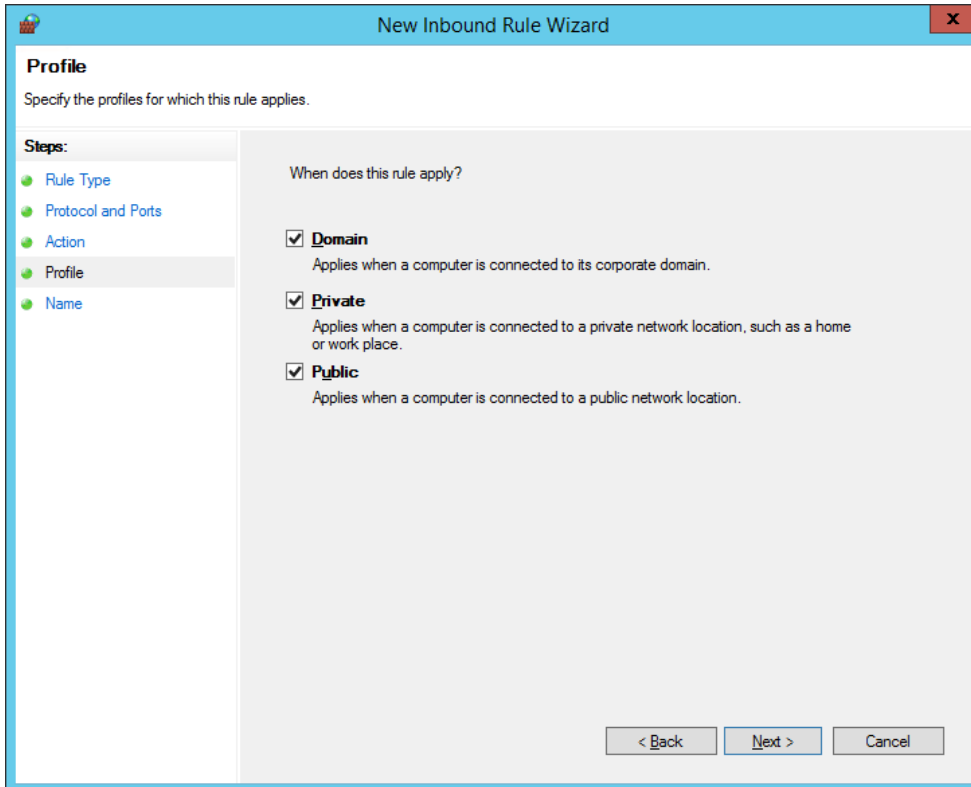 New Inbound Rule Wizard
x
Profile
Specify the profiles for which this rule applies.
Steps:
Rule Type
Protocol and Ports
Action
Profile
Name
When does this rule apply?
Domain
Applies when a computer is connected to its corporate domain.
Private
Applies when a computer is connected to a private network location, such as a home
or work place.
Public
Applies when a computer is connected to a public network location.
< Back
Next >
Cancel